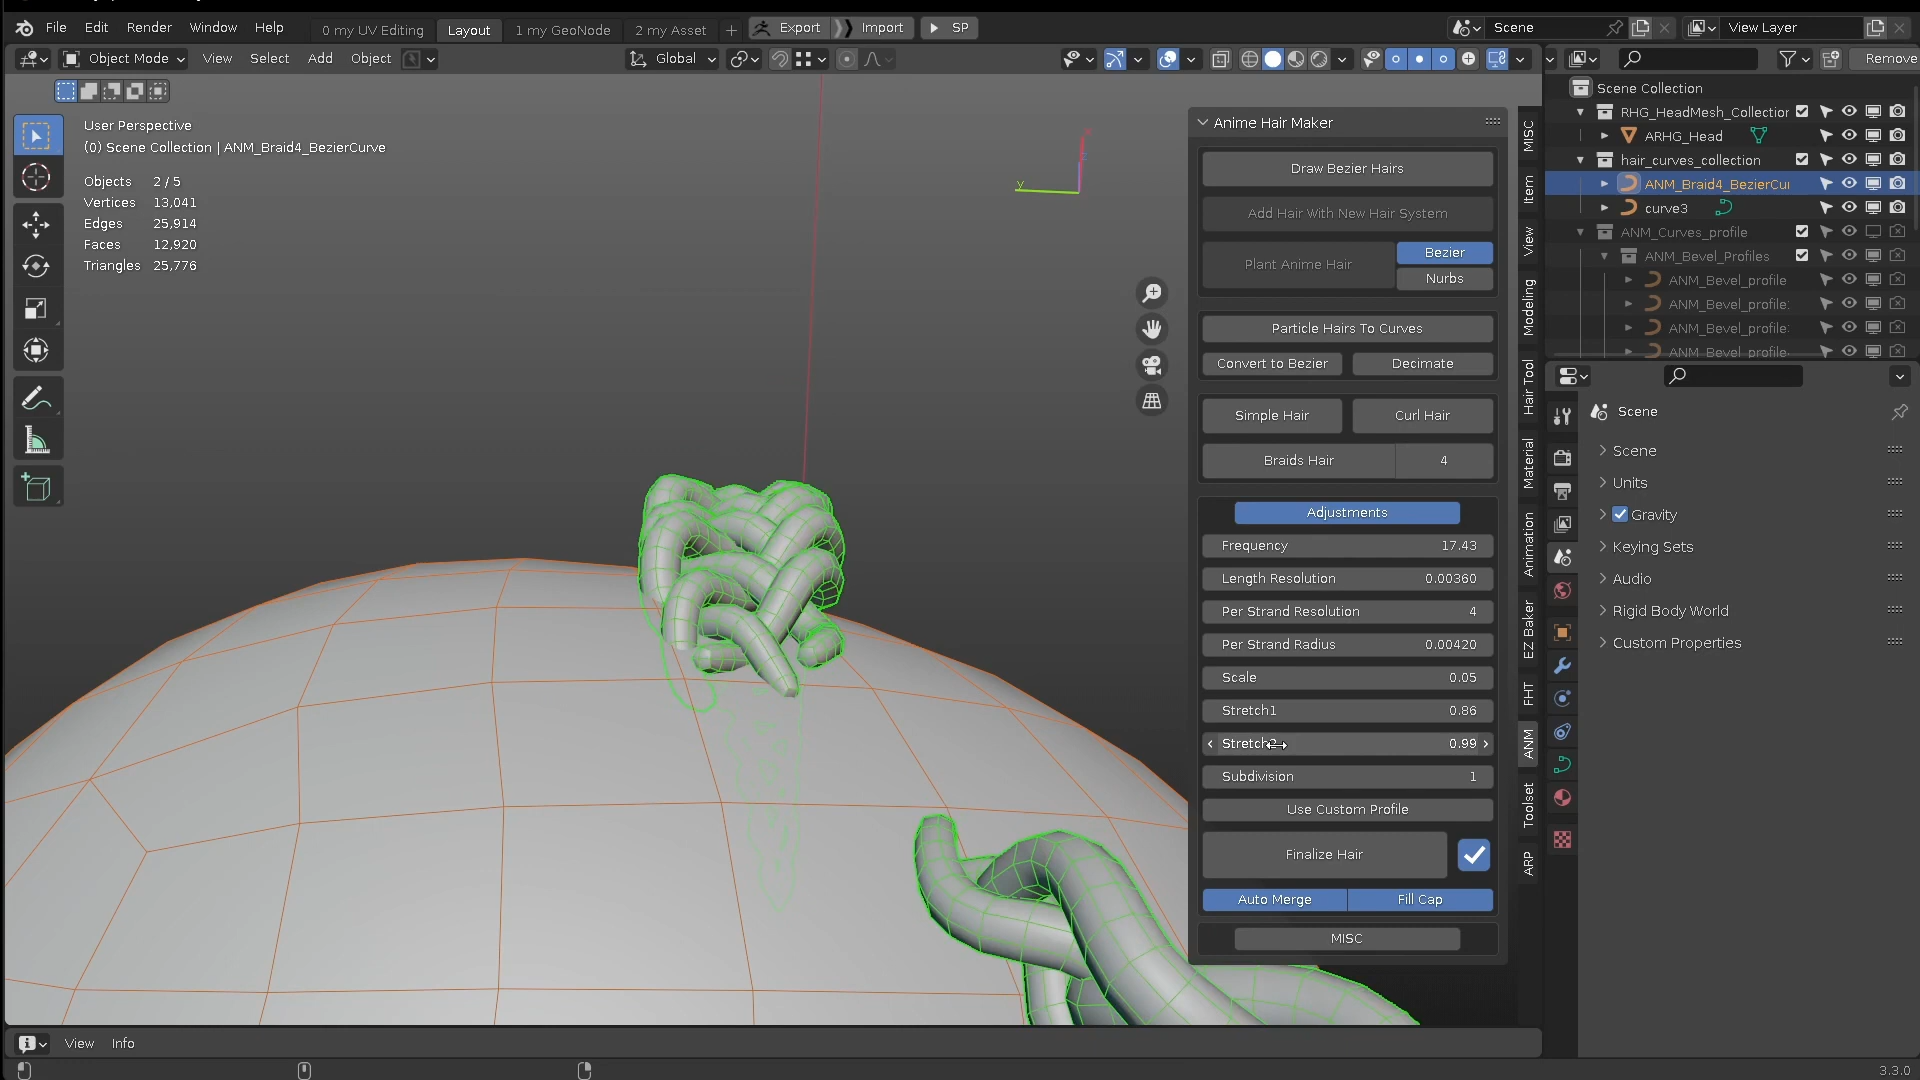 File Edit Render Window Help
0 my UV Editing Layout 1 my GeoNode 2 my Asset + Export Import SP
Scene View Layer
Object Mode View Select Add Object Global
Remove
User Perspective
(0) Scene Collection | ANM_Braid4_BezierCurve
Objects 2 / 5
Vertices 13,041
Edges 25,914
Faces 12,920
Triangles 25,776
Y
Anime Hair Maker
Draw Bezier Hairs
Add Hair With New Hair System
Plant Anime Hair
Bezier
Nurbs
Particle Hairs To Curves
Convert to Bezier Decimate
Simple Hair Curl Hair
Braids Hair 4
Adjustments
Frequency 17.43
Length Resolution 0.00360
Per Strand Resolution 4
Per Strand Radius 0.00420
Scale 0.05
Stretch1 0.86
Stretch2 0.99
Subdivision 1
Use Custom Profile
Finalize Hair
Auto Merge Fill Cap
MISC
MISC
Item
View
Modeling
Hair Tool
Material
Animation
EZ Baker
FHT
ANM
Toolset
ARP
Scene Collection
RHG_HeadMesh_Collection
ARHG_Head
hair_curves_collection
ANM_Braid4_BezierCu
curve3
ANM_Curves_profile
ANM_Bevel_Profiles
ANM_Bevel_profile
ANM_Bevel_profile
ANM_Bevel_profile
ANM_Bevel_profile
Scene
Scene
Units
Gravity
Keying Sets
Audio
Rigid Body World
Custom Properties
View Info
3.3.0